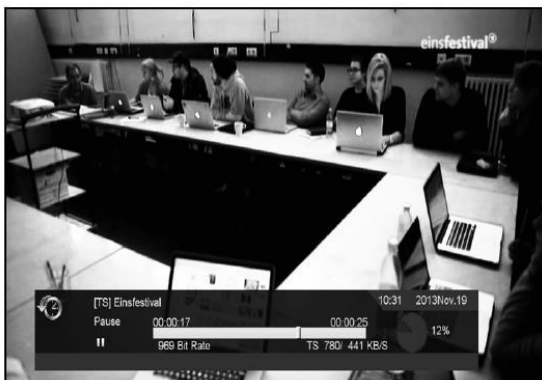 einsfestival
[TS] Einsfestival 10:31 2013Nov.19
Pause 00:00:17 00:00:25
12%
969 Bit Rate TS 780/ 441 KB/S